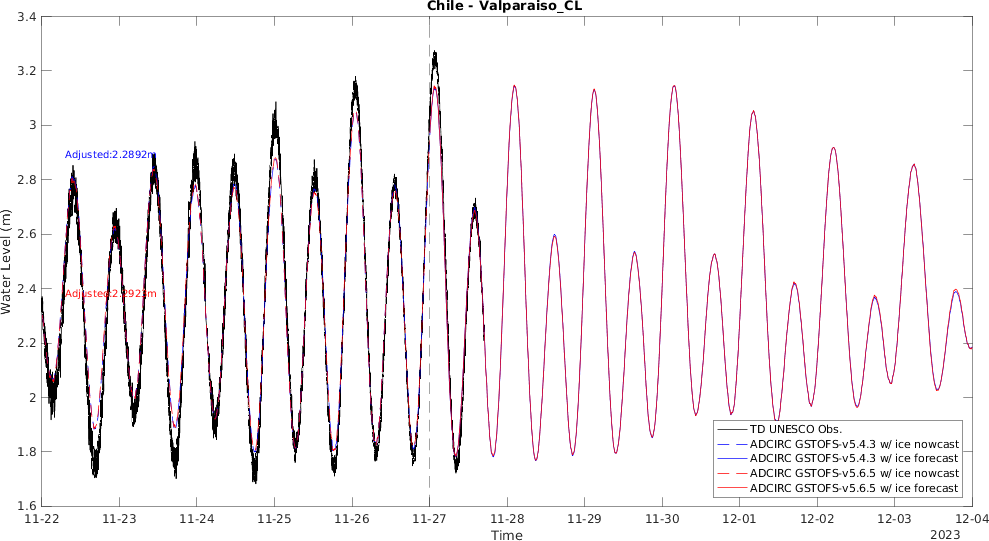 Chile - Valparaiso_CL
3.4
3.2
3
2.8
2.6
2.4
2.2
2
1.8
1.6
Water Level (m)
Adjusted:2.2892m
Adjusted:2.2923m
TD UNESCO Obs.
ADCIRC GSTOFS-v5.4.3 w/ ice nowcast
ADCIRC GSTOFS-v5.4.3 w/ ice forecast
ADCIRC GSTOFS-v5.6.5 w/ ice nowcast
ADCIRC GSTOFS-v5.6.5 w/ ice forecast
11-22 11-23 11-24 11-25 11-26 11-27 11-28 11-29 11-30 12-01 12-02 12-03 12-04
Time
2023